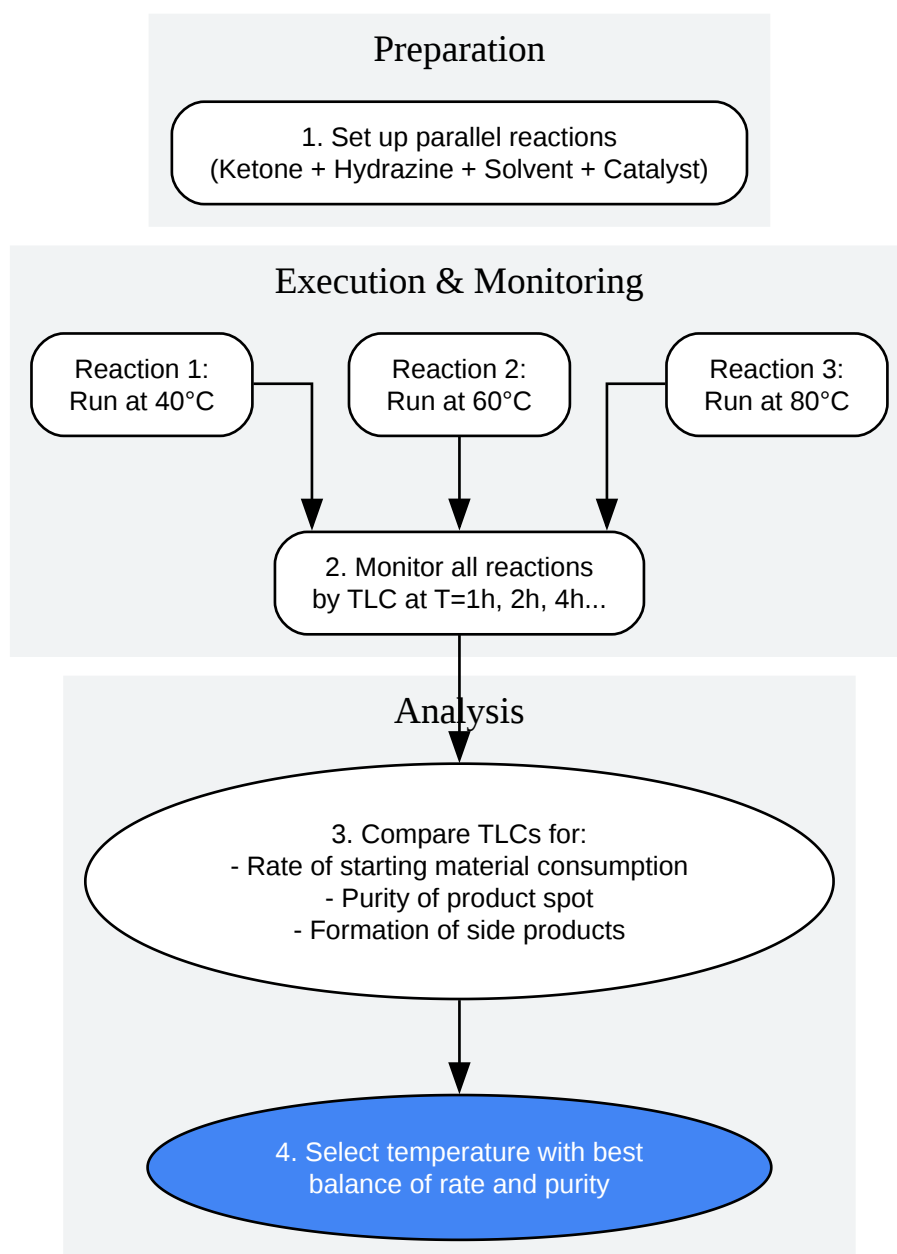 Preparation
1. Set up parallel reactions
(Ketone + Hydrazine + Solvent + Catalyst)
Execution & Monitoring
Reaction 1:
Run at 40°C
Reaction 2:
Run at 60°C
Reaction 3:
Run at 80°C
2. Monitor all reactions
by TLC at T=1h, 2h, 4h...
Analysis
3. Compare TLCs for:
- Rate of starting material consumption
- Purity of product spot
- Formation of side products
4. Select temperature with best
balance of rate and purity